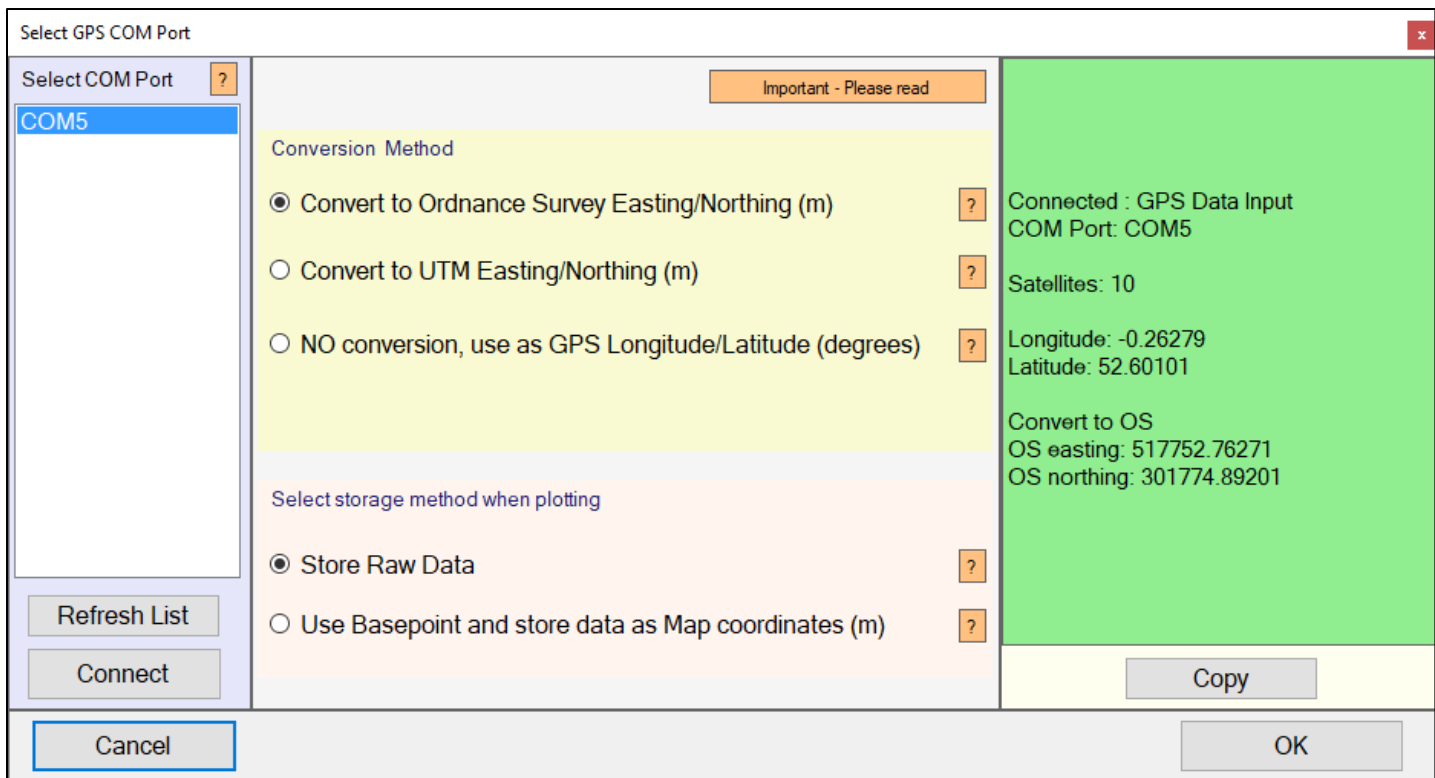 Select GPS COM Port
x
Select COM Port ?
COM5
Refresh List
Connect
Important - Please read
Conversion Method
Convert to Ordnance Survey Easting/Northing (m) ?
Convert to UTM Easting/Northing (m) ?
NO conversion, use as GPS Longitude/Latitude (degrees) ?
Select storage method when plotting
Store Raw Data ?
Use Basepoint and store data as Map coordinates (m) ?
Connected : GPS Data Input
COM Port: COM5
Satellites: 10
Longitude: -0.26279
Latitude: 52.60101
Convert to OS
OS easting: 517752.76271
OS northing: 301774.89201
Copy
Cancel
OK